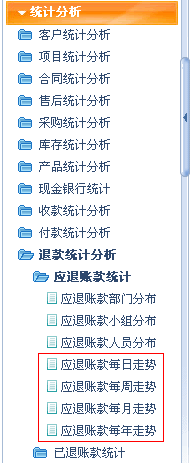 统计分析
客户统计分析
项目统计分析
合同统计分析
售后统计分析
采购统计分析
库存统计分析
产品统计分析
现金银行统计
收款统计分析
付款统计分析
退款统计分析
应退账款统计
应退账款部门分布
应退账款小组分布
应退账款人员分布
应退账款每日走势
应退账款每周走势
应退账款每月走势
应退账款每年走势
已退账款统计